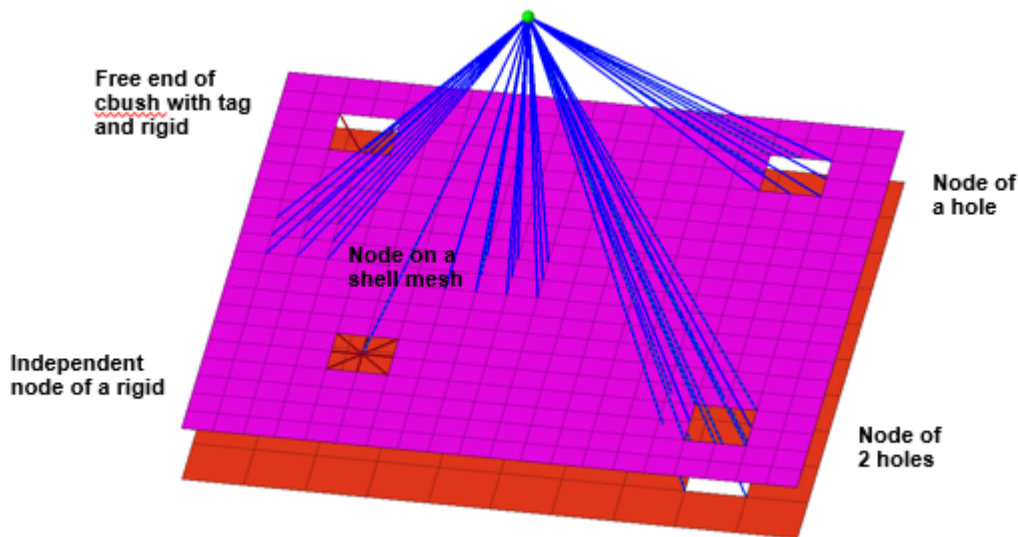 Free end of
cbush with tag
and rigid
Node of
a hole
Node on a
shell mesh
Independent
node of a rigid
Node of
2 holes